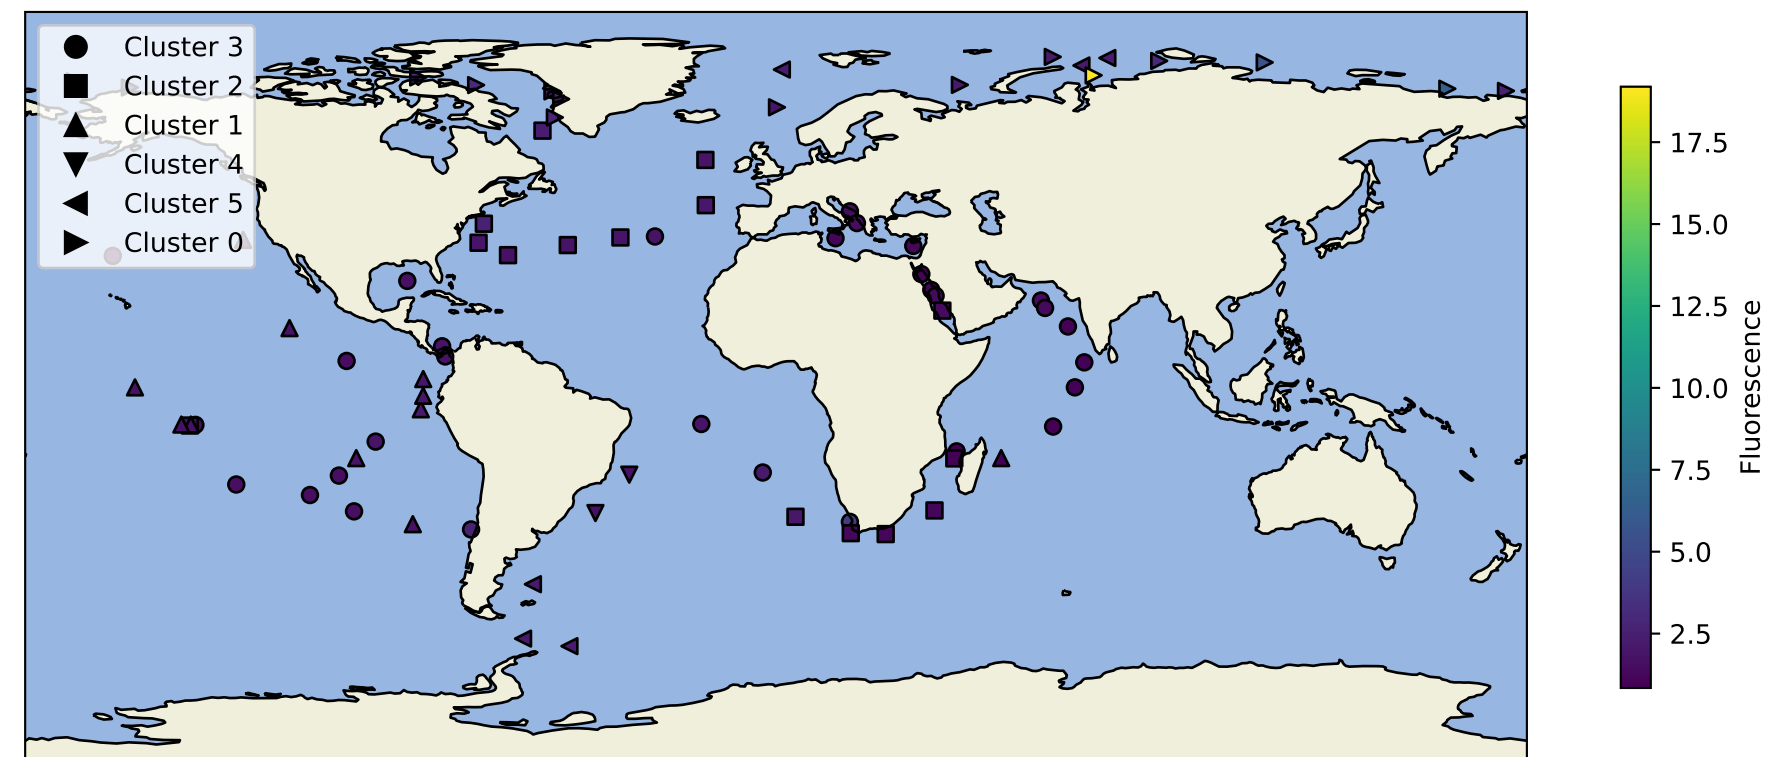 Cluster 3
Cluster 2
Cluster 1
Cluster 4
Cluster 5
Cluster 0
17.5
15.0
12.5
10.0
7.5
5.0
2.5
Fluorescence